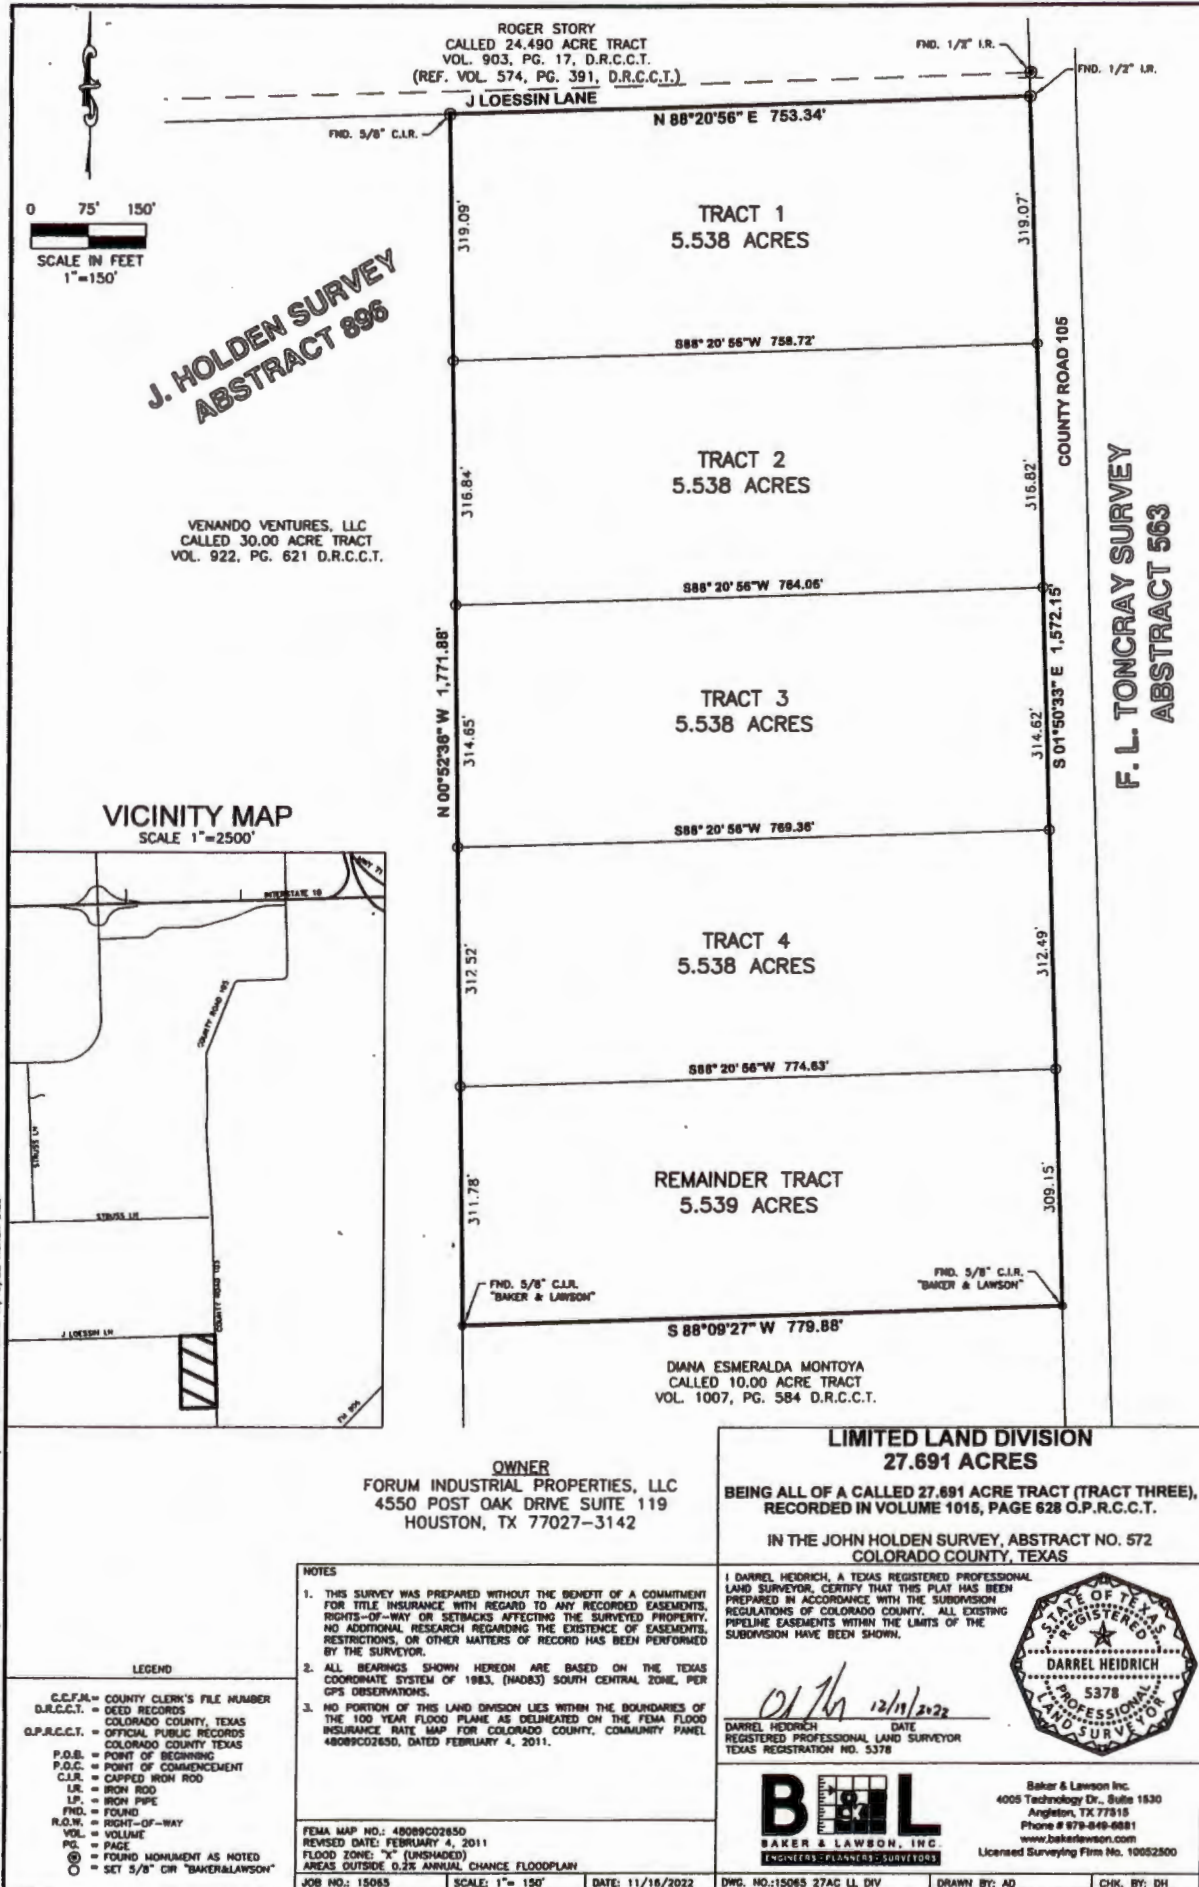 ROGER STORY
CALLED 24.490 ACRE TRACT
VOL. 903, PG. 17, D.R.C.C.T.
(REF. VOL. 574, PG. 391, D.R.C.C.T.)
J LOESSIN LANE
N 88°20'56" E 753.34'
FND. 1/2" I.R.
FND. 1/2" I.R.
FND. 5/8" C.I.R.
0 75' 150'
SCALE IN FEET
1"=150'
J. HOLDEN SURVEY
ABSTRACT 896
VENANDO VENTURES, LLC
CALLED 30.00 ACRE TRACT
VOL. 922, PG. 621 D.R.C.C.T.
N 00°52'36" W 1,771.88'
319.09'
TRACT 1
5.538 ACRES
319.07'
S88° 20' 56"W 758.72'
316.84'
TRACT 2
5.538 ACRES
316.82'
S88° 20' 56"W 764.06'
314.65'
TRACT 3
5.538 ACRES
314.62'
S88° 20' 56"W 769.36'
312.52'
TRACT 4
5.538 ACRES
312.49'
S88° 20' 56"W 774.63'
311.78'
REMAINDER TRACT
5.539 ACRES
309.15'
FND. 5/8" C.I.R.
"BAKER & LAWSON"
FND. 5/8" C.I.R.
"BAKER & LAWSON"
S 88°09'27" W 779.88'
COUNTY ROAD 105
S 01°50'33" E 1,572.15'
F. L. TONCRAY SURVEY
ABSTRACT 563
DIANA ESMERALDA MONTOYA
CALLED 10.00 ACRE TRACT
VOL. 1007, PG. 584 D.R.C.C.T.
VICINITY MAP
SCALE 1"=2500'
HWY 71
INTERSTATE 10
COUNTY ROAD 105
STRUSS LN
STRUSS LN
COUNTY ROAD 105
J LOESSIN LN
FM
OWNER
FORUM INDUSTRIAL PROPERTIES, LLC
4550 POST OAK DRIVE SUITE 119
HOUSTON, TX 77027-3142
LIMITED LAND DIVISION
27.691 ACRES
BEING ALL OF A CALLED 27.691 ACRE TRACT (TRACT THREE),
RECORDED IN VOLUME 1015, PAGE 628 O.P.R.C.C.T.
IN THE JOHN HOLDEN SURVEY, ABSTRACT NO. 572
COLORADO COUNTY, TEXAS
I DARREL HEIDRICH, A TEXAS REGISTERED PROFESSIONAL
LAND SURVEYOR, CERTIFY THAT THIS PLAT HAS BEEN
PREPARED IN ACCORDANCE WITH THE SUBDIVISION
REGULATIONS OF COLORADO COUNTY. ALL EXISTING
PIPELINE EASEMENTS WITHIN THE LIMITS OF THE
SUBDIVISION HAVE BEEN SHOWN.
12/19/2022
DARREL HEIDRICH DATE
REGISTERED PROFESSIONAL LAND SURVEYOR
TEXAS REGISTRATION NO. 5378
STATE OF TEXAS
REGISTERED
DARREL HEIDRICH
5378
PROFESSIONAL
LAND SURVEYOR
NOTES
1. THIS SURVEY WAS PREPARED WITHOUT THE BENEFIT OF A COMMITMENT
FOR TITLE INSURANCE WITH REGARD TO ANY RECORDED EASEMENTS,
RIGHTS-OF-WAY OR SETBACKS AFFECTING THE SURVEYED PROPERTY.
NO ADDITIONAL RESEARCH REGARDING THE EXISTENCE OF EASEMENTS,
RESTRICTIONS, OR OTHER MATTERS OF RECORD HAS BEEN PERFORMED
BY THE SURVEYOR.
2. ALL BEARINGS SHOWN HEREON ARE BASED ON THE TEXAS
COORDINATE SYSTEM OF 1983, (NAD83) SOUTH CENTRAL ZONE, PER
GPS OBSERVATIONS.
3. NO PORTION OF THIS LAND DIVISION LIES WITHIN THE BOUNDARIES OF
THE 100 YEAR FLOOD PLANE AS DELINEATED ON THE FEMA FLOOD
INSURANCE RATE MAP FOR COLORADO COUNTY, COMMUNITY PANEL
48089C0265D, DATED FEBRUARY 4, 2011.
LEGEND
C.C.F.N. = COUNTY CLERK'S FILE NUMBER
D.R.C.C.T. = DEED RECORDS
COLORADO COUNTY, TEXAS
O.P.R.C.C.T. = OFFICIAL PUBLIC RECORDS
COLORADO COUNTY TEXAS
P.O.B. = POINT OF BEGINNING
P.O.C. = POINT OF COMMENCEMENT
C.I.R. = CAPPED IRON ROD
I.R. = IRON ROD
I.P. = IRON PIPE
FND. = FOUND
R.O.W. = RIGHT-OF-WAY
VOL. = VOLUME
PG. = PAGE
= FOUND MONUMENT AS NOTED
= SET 5/8" CIR "BAKER&LAWSON"
FEMA MAP NO.: 48089C0265D
REVISED DATE: FEBRUARY 4, 2011
FLOOD ZONE: "X" (UNSHADED)
AREAS OUTSIDE 0.2% ANNUAL CHANCE FLOODPLAIN
B L
BAKER & LAWSON, INC.
ENGINEERS • PLANNERS • SURVEYORS
Baker & Lawson Inc.
4005 Technology Dr., Suite 1530
Angleton, TX 77515
Phone # 979-849-6681
www.bakerlawson.com
Licensed Surveying Firm No. 10052500
JOB NO.: 15065 SCALE: 1"= 150' DATE: 11/16/2022 DWG. NO.:15065 27AC LL DIV DRAWN BY: AD CHK. BY: DH